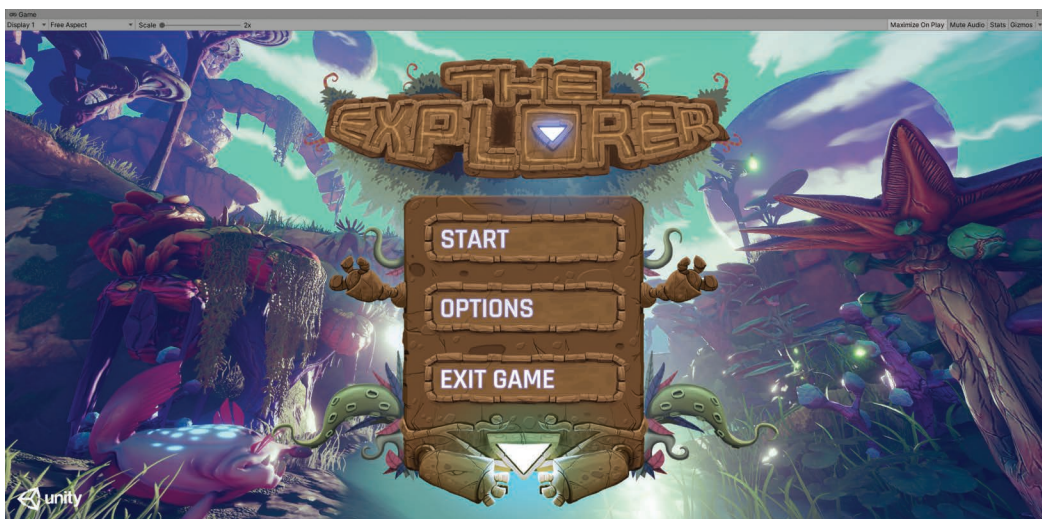 Game
Display 1 Free Aspect Scale 2x Maximize On Play Mute Audio Stats Gizmos
THE
EXPLORER
START
OPTIONS
EXIT GAME
unity